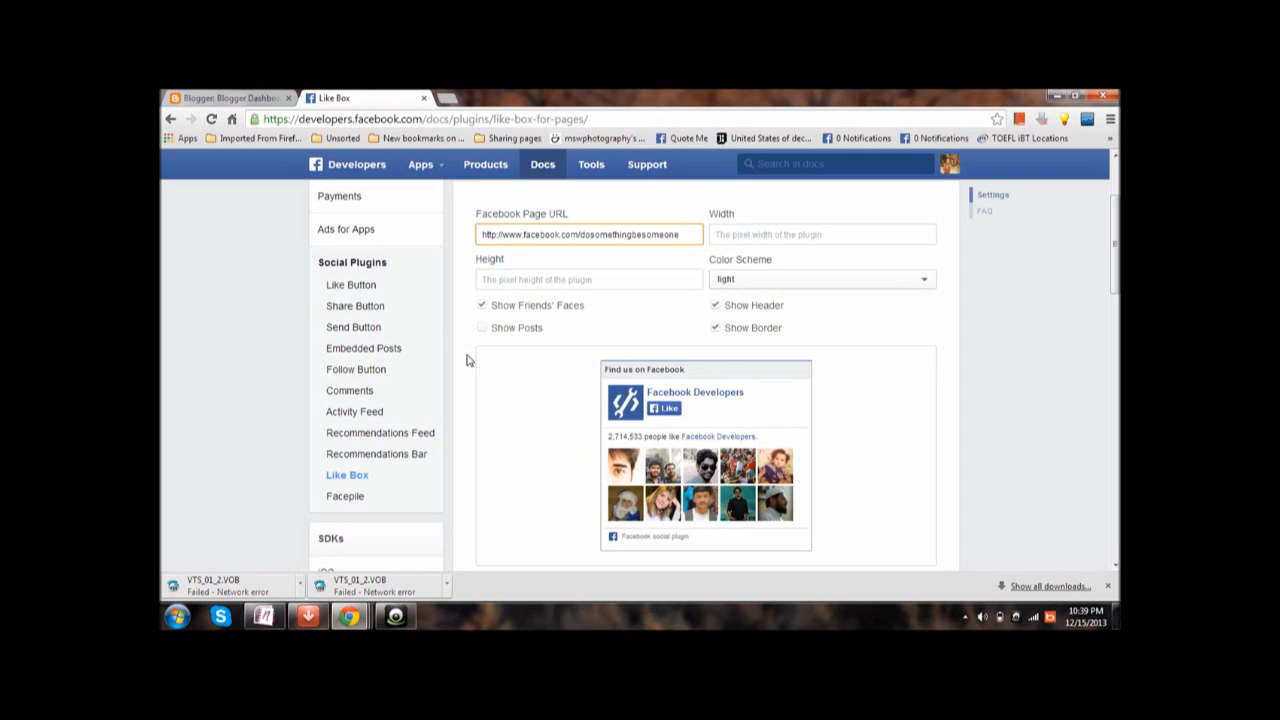 Blogger: Blogger Dashbo
Like Box
https://developers.facebook.com/docs/plugins/like-box-for-pages/
Apps
Imported From Firef...
Unsorted
New bookmarks on ...
Sharing pages
mswphotography's ...
Quote Me
United States of dec...
0 Notifications
0 Notifications
TOEFL iBT Locations
»
Developers
Apps
Products
Docs
Tools
Support
Search in docs
Payments
Ads for Apps
Social Plugins
Like Button
Share Button
Send Button
Embedded Posts
Follow Button
Comments
Activity Feed
Recommendations Feed
Recommendations Bar
Like Box
Facepile
SDKs
Facebook Page URL
Width
http://www.facebook.com/dosomethingbesomeone
The pixel width of the plugin
Height
Color Scheme
The pixel height of the plugin
light
Show Friends' Faces
Show Header
Show Posts
Show Border
Find us on Facebook
Facebook Developers
Like
2,714,533 people like Facebook Developers.
Facebook social plugin
Settings
FAQ
VTS_01_2.VOB
Failed - Network error
VTS_01_2.VOB
Failed - Network error
Show all downloads...
10:39 PM
12/15/2013